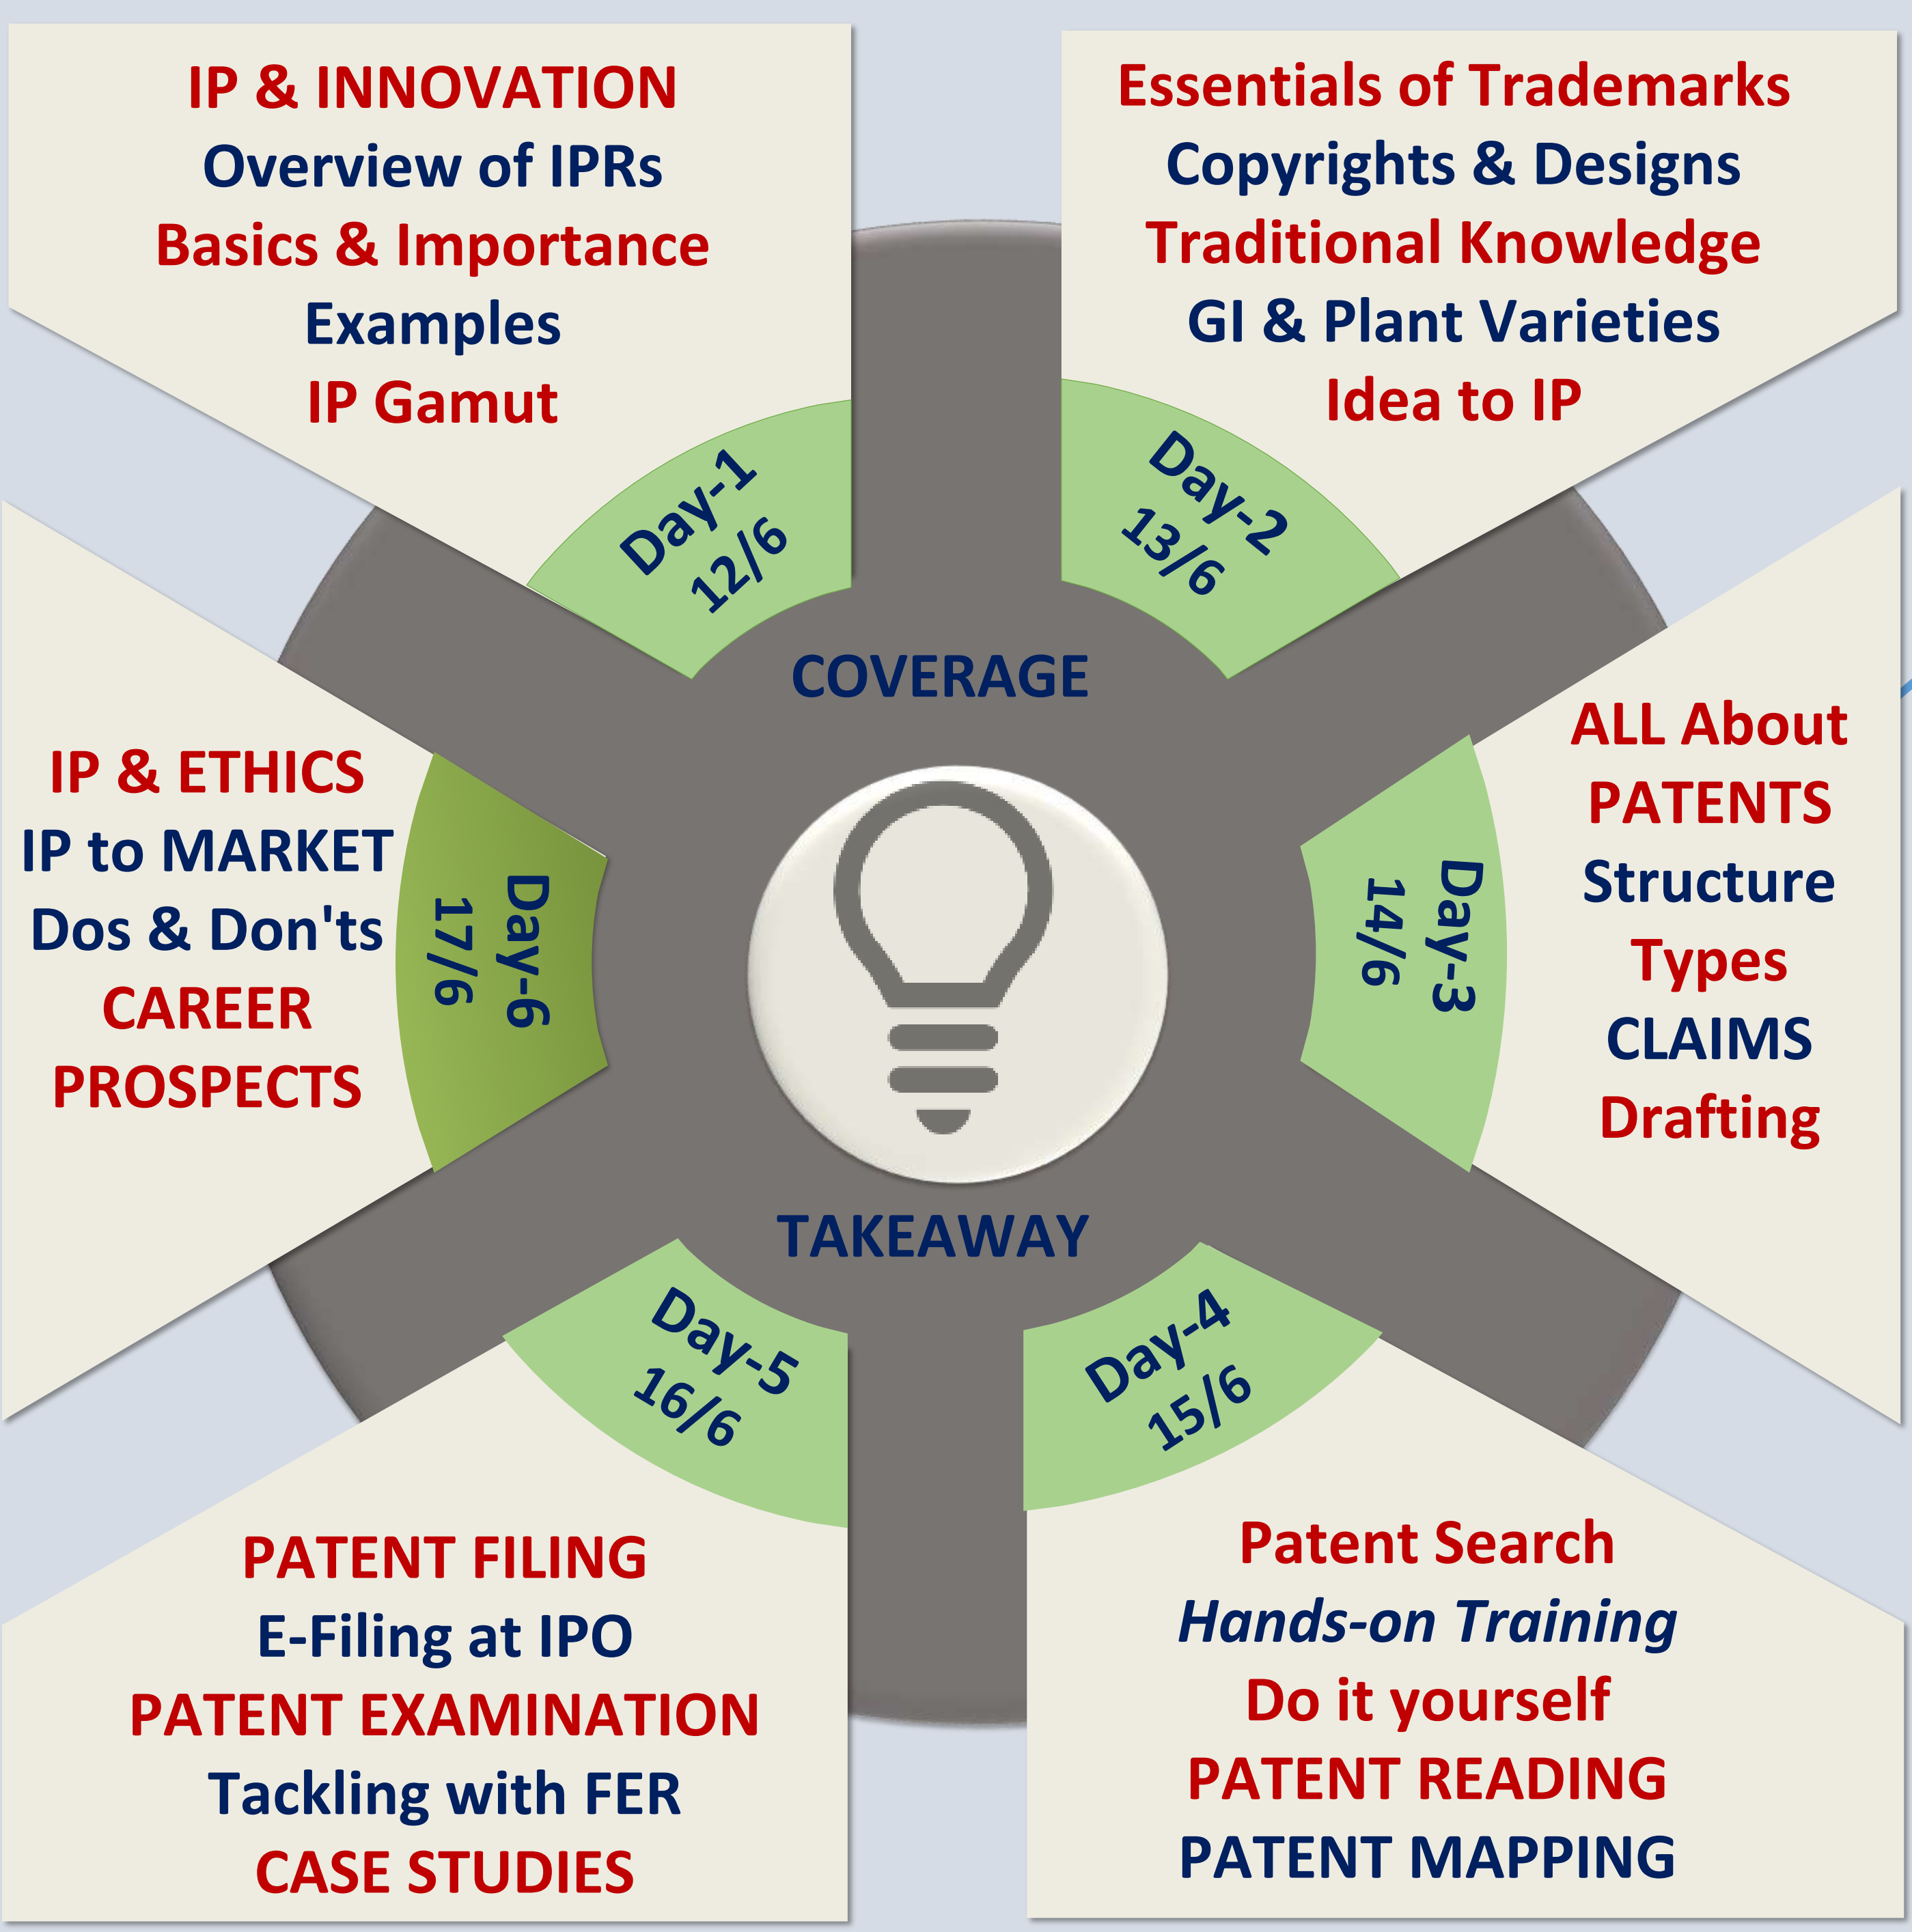 IP & INNOVATION
Overview of IPRs
Basics & Importance
Examples
IP Gamut
Day-1
12/6
Essentials of Trademarks
Copyrights & Designs
Traditional Knowledge
GI & Plant Varieties
Idea to IP
Day-2
13/6
COVERAGE
ALL About
PATENTS
Structure
Types
CLAIMS
Drafting
Day-3
14/6
TAKEAWAY
Day-4
15/6
Patent Search
Hands-on Training
Do it yourself
PATENT READING
PATENT MAPPING
Day-5
16/6
PATENT FILING
E-Filing at IPO
PATENT EXAMINATION
Tackling with FER
CASE STUDIES
Day-6
17/6
IP & ETHICS
IP to MARKET
Dos & Don'ts
CAREER
PROSPECTS